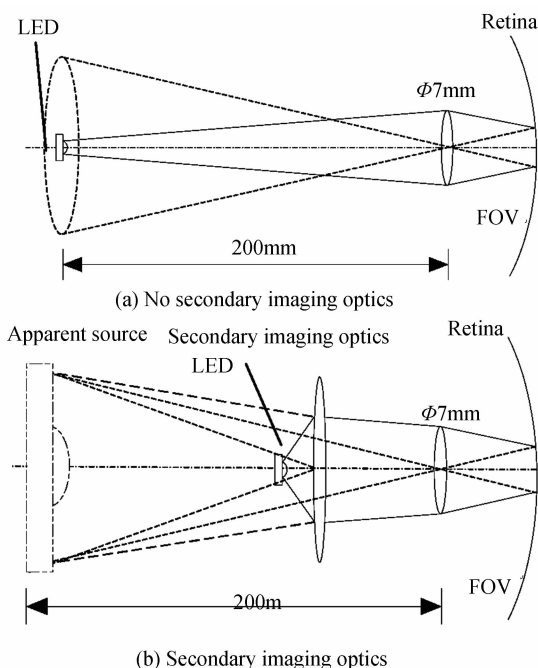 LED
Retina
Φ7mm
FOV
200mm
(a) No secondary imaging optics
Apparent source
Secondary imaging optics
Retina
LED
Φ7mm
FOV
200m
(b) Secondary imaging optics